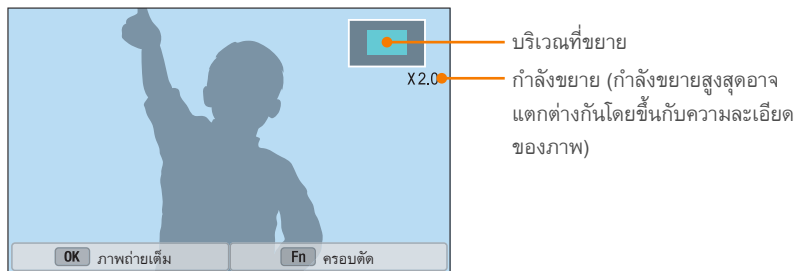 บริเวณที่ขยาย
X 2.0
กำลังขยาย (กำลังขยายสูงสุดอาจ
แตกต่างกันโดยขึ้นกับความละเอียด
ของภาพ)
OK ภาพถ่ายเต็ม
Fn ครอบตัด